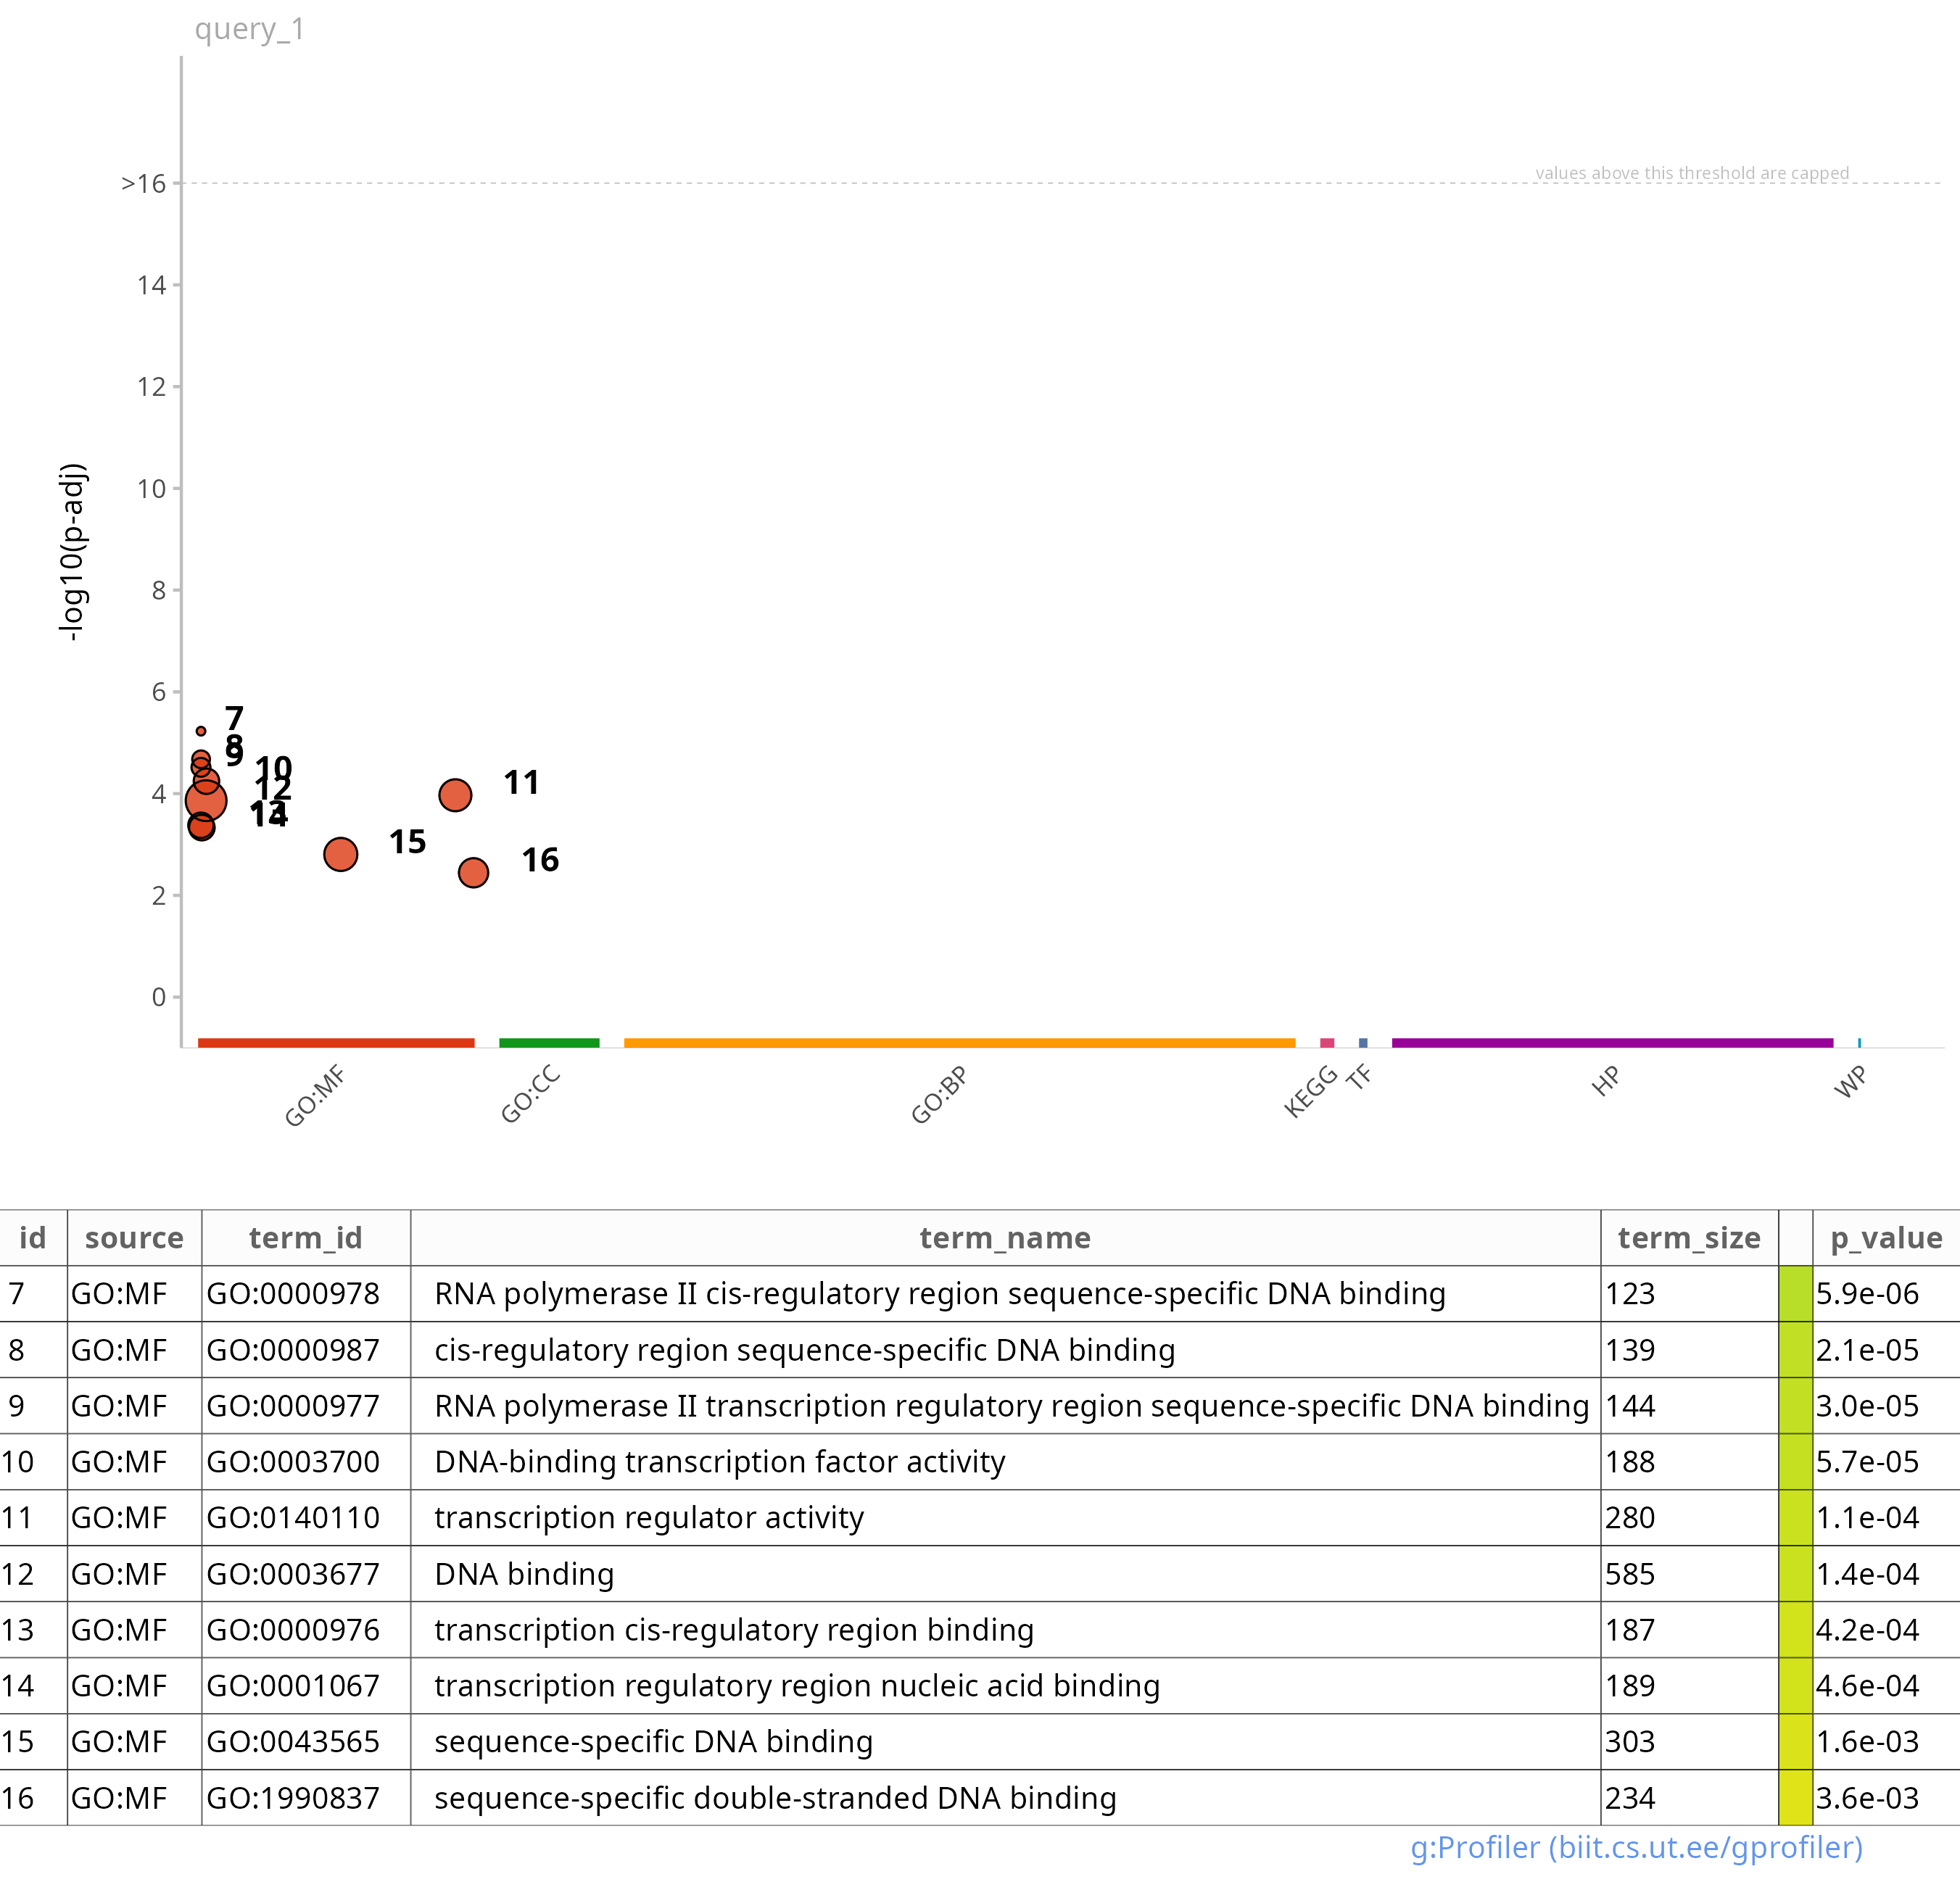 query_1
values above this threshold are capped
>16
14
12
10
8
6
4
2
0
-log10(p-adj)
7
8
9
10
12
13
14
11
15
16
GO:MF
GO:CC
GO:BP
KEGG
TF
HP
WP
id source term_id term_name term_size p_value
7 GO:MF GO:0000978 RNA polymerase II cis-regulatory region sequence-specific DNA binding 123 5.9e-06
8 GO:MF GO:0000987 cis-regulatory region sequence-specific DNA binding 139 2.1e-05
9 GO:MF GO:0000977 RNA polymerase II transcription regulatory region sequence-specific DNA binding 144 3.0e-05
10 GO:MF GO:0003700 DNA-binding transcription factor activity 188 5.7e-05
11 GO:MF GO:0140110 transcription regulator activity 280 1.1e-04
12 GO:MF GO:0003677 DNA binding 585 1.4e-04
13 GO:MF GO:0000976 transcription cis-regulatory region binding 187 4.2e-04
14 GO:MF GO:0001067 transcription regulatory region nucleic acid binding 189 4.6e-04
15 GO:MF GO:0043565 sequence-specific DNA binding 303 1.6e-03
16 GO:MF GO:1990837 sequence-specific double-stranded DNA binding 234 3.6e-03
g:Profiler (biit.cs.ut.ee/gprofiler)